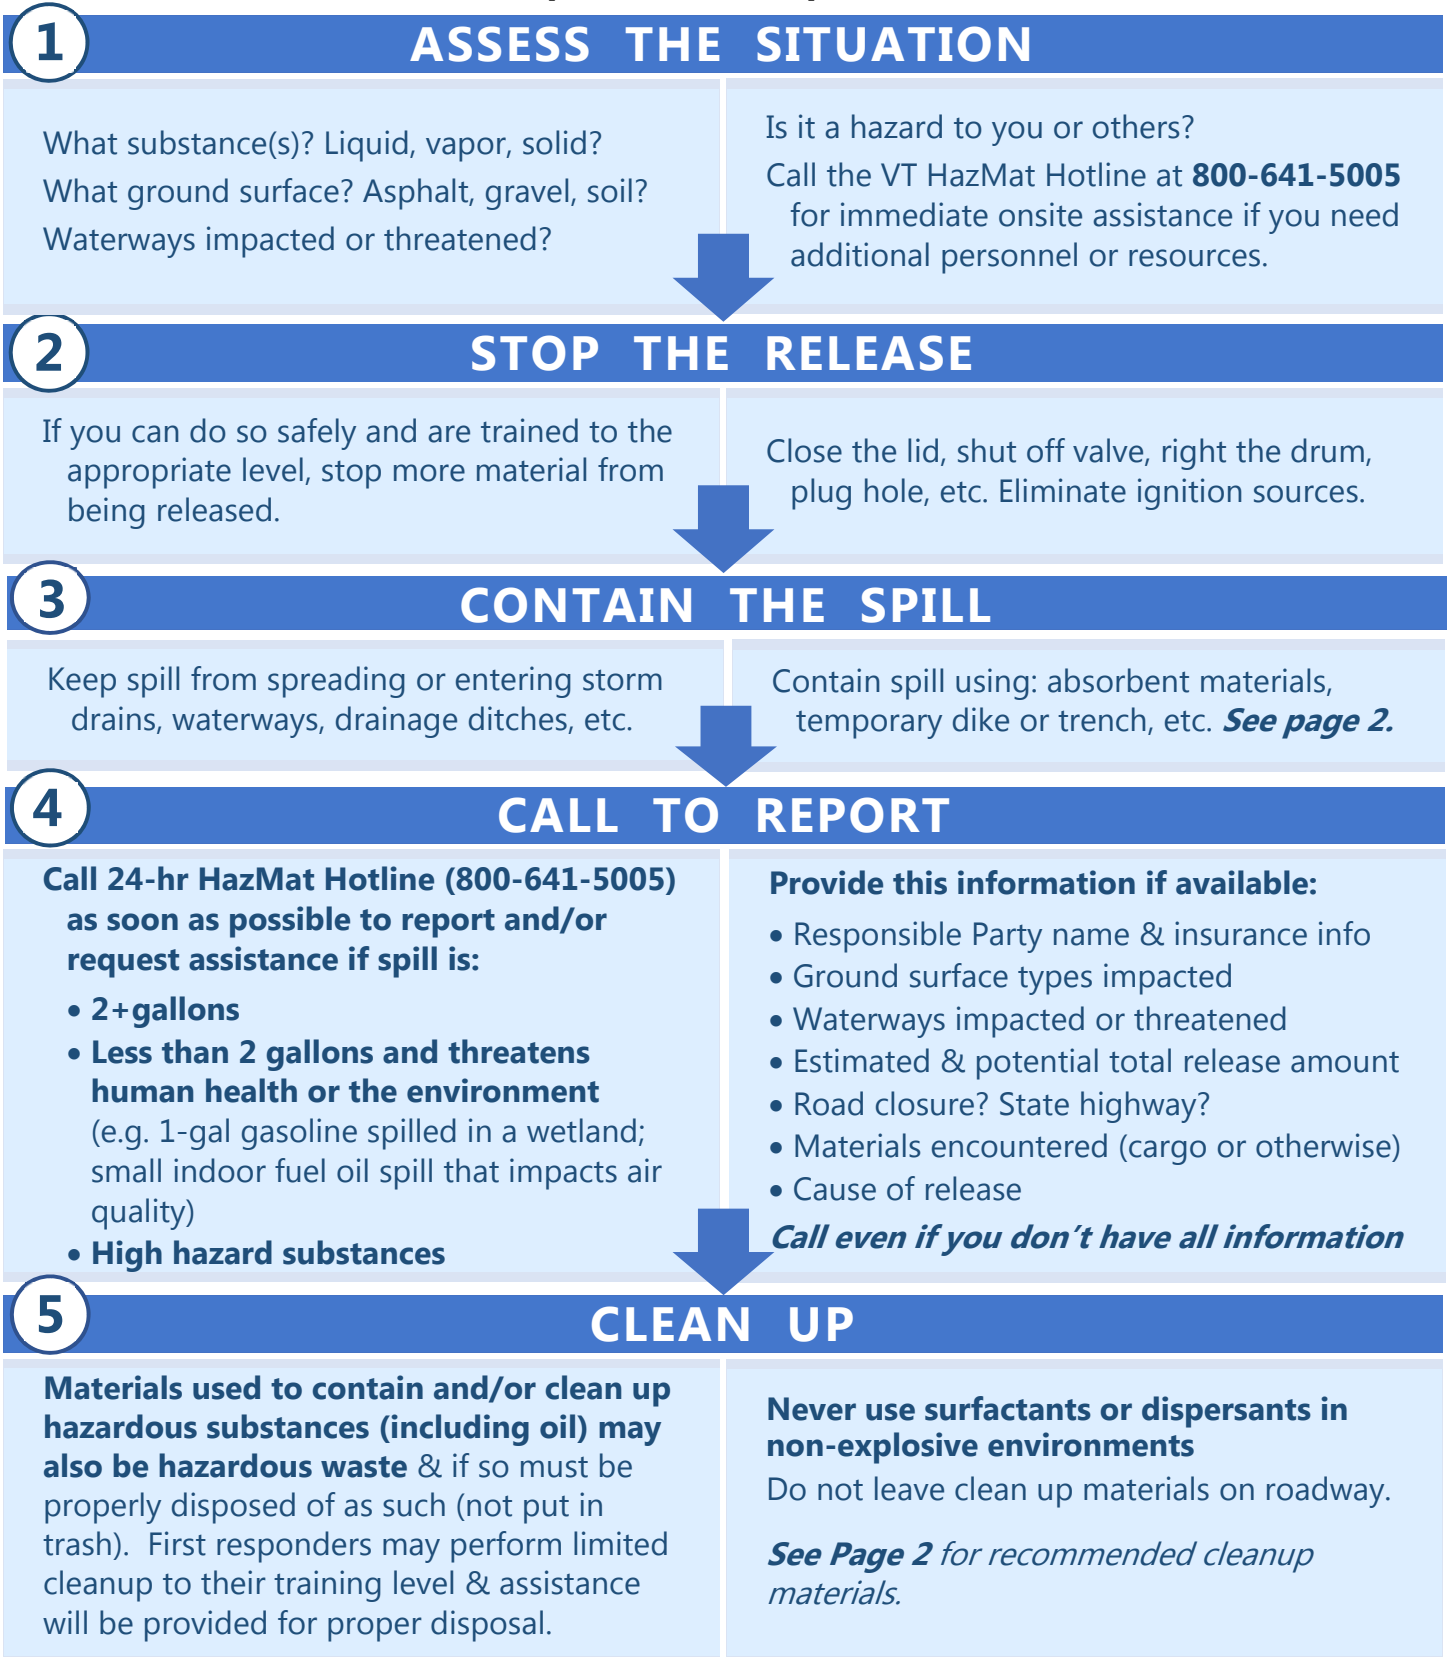 1
ASSESS THE SITUATION
What substance(s)? Liquid, vapor, solid?
What ground surface? Asphalt, gravel, soil?
Waterways impacted or threatened?
Is it a hazard to you or others?
Call the VT HazMat Hotline at 800-641-5005
for immediate onsite assistance if you need
additional personnel or resources.
2
STOP THE RELEASE
If you can do so safely and are trained to the
appropriate level, stop more material from
being released.
Close the lid, shut off valve, right the drum,
plug hole, etc. Eliminate ignition sources.
3
CONTAIN THE SPILL
Keep spill from spreading or entering storm
drains, waterways, drainage ditches, etc.
Contain spill using: absorbent materials,
temporary dike or trench, etc. See page 2.
4
CALL TO REPORT
Call 24-hr HazMat Hotline (800-641-5005)
as soon as possible to report and/or
request assistance if spill is:
• 2+gallons
• Less than 2 gallons and threatens
human health or the environment
(e.g. 1-gal gasoline spilled in a wetland;
small indoor fuel oil spill that impacts air
quality)
• High hazard substances
Provide this information if available:
• Responsible Party name & insurance info
• Ground surface types impacted
• Waterways impacted or threatened
• Estimated & potential total release amount
• Road closure? State highway?
• Materials encountered (cargo or otherwise)
• Cause of release
Call even if you don't have all information
5
CLEAN UP
Materials used to contain and/or clean up
hazardous substances (including oil) may
also be hazardous waste & if so must be
properly disposed of as such (not put in
trash).  First responders may perform limited
cleanup to their training level & assistance
will be provided for proper disposal.
Never use surfactants or dispersants in
non-explosive environments
Do not leave clean up materials on roadway.
See Page 2 for recommended cleanup
materials.